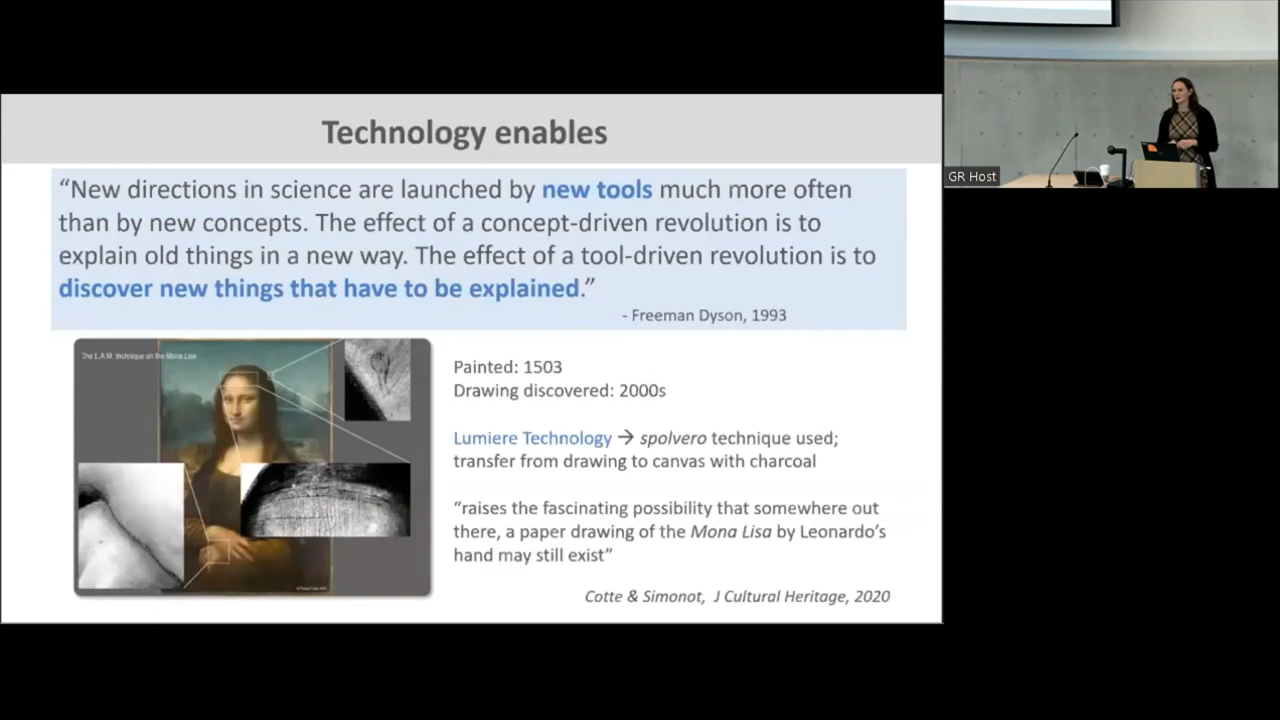 Technology enables
“New directions in science are launched by new tools much more often
than by new concepts. The effect of a concept-driven revolution is to
explain old things in a new way. The effect of a tool-driven revolution is to
discover new things that have to be explained.”
- Freeman Dyson, 1993
The L.A.M. technique on the Mona Lisa
Painted: 1503
Drawing discovered: 2000s
Lumiere Technology → spolvero technique used;
transfer from drawing to canvas with charcoal
“raises the fascinating possibility that somewhere out
there, a paper drawing of the Mona Lisa by Leonardo’s
hand may still exist”
Cotte & Simonot, J Cultural Heritage, 2020
GR Host